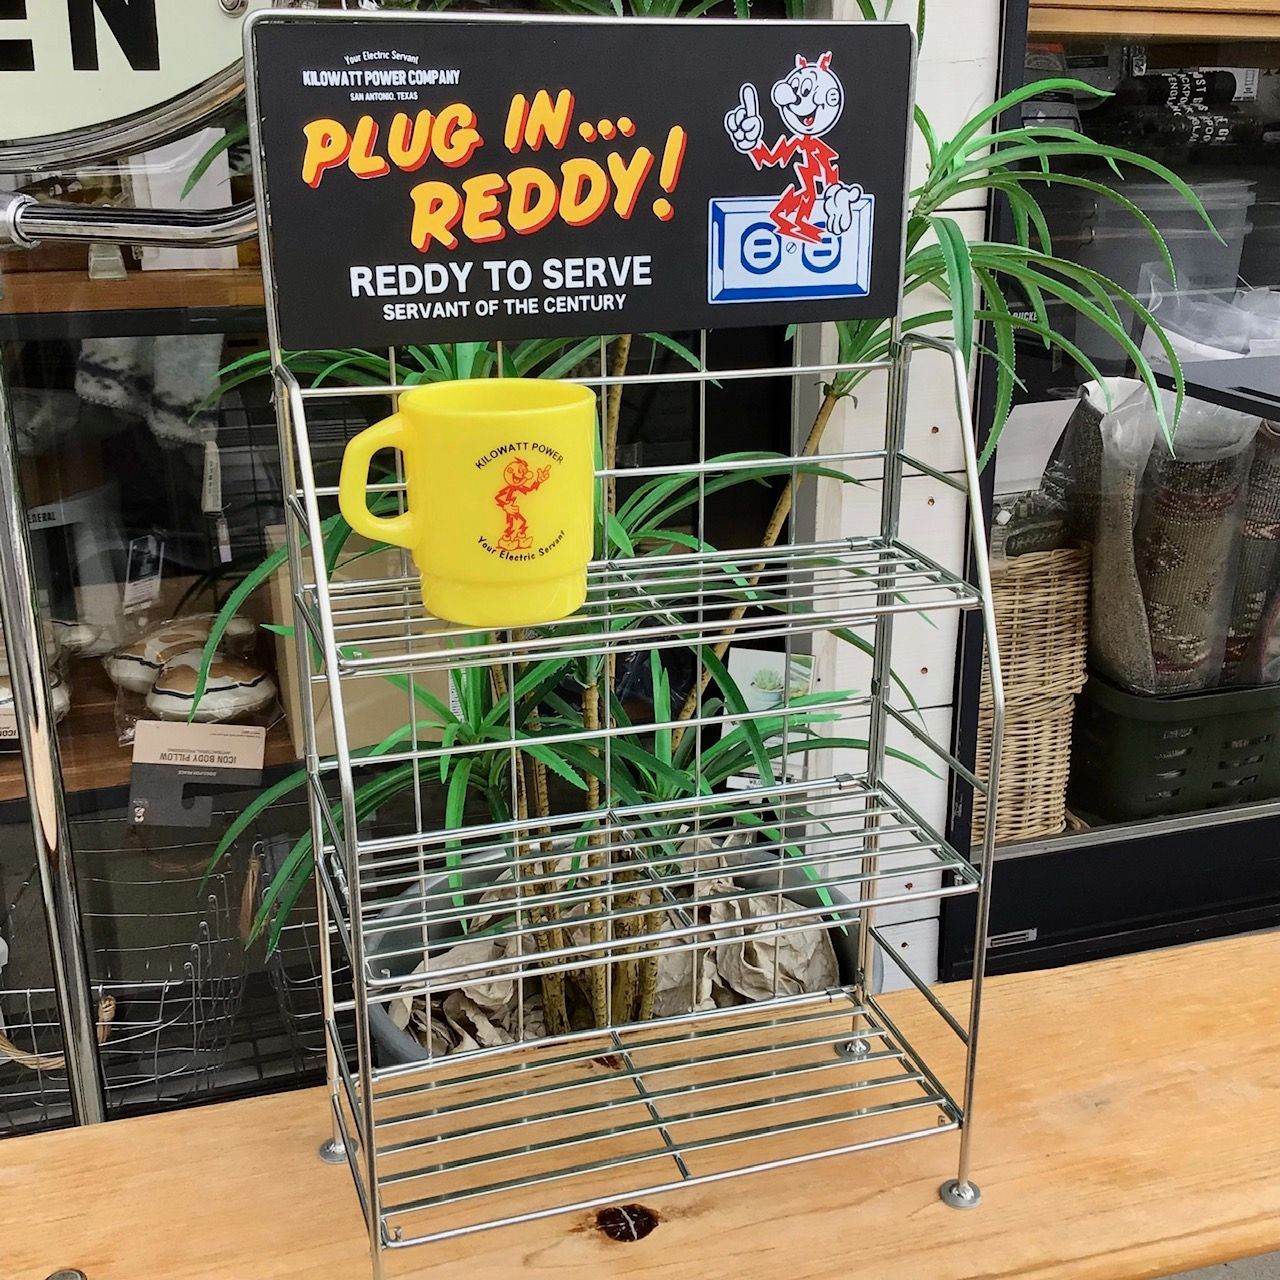 EN
Your Electric Servant
KILOWATT POWER COMPANY
SAN ANTONIO, TEXAS
PLUG IN...
REDDY!
REDDY TO SERVE
SERVANT OF THE CENTURY
KILOWATT POWER
Your Electric Servant
ICON BODY PILLOW